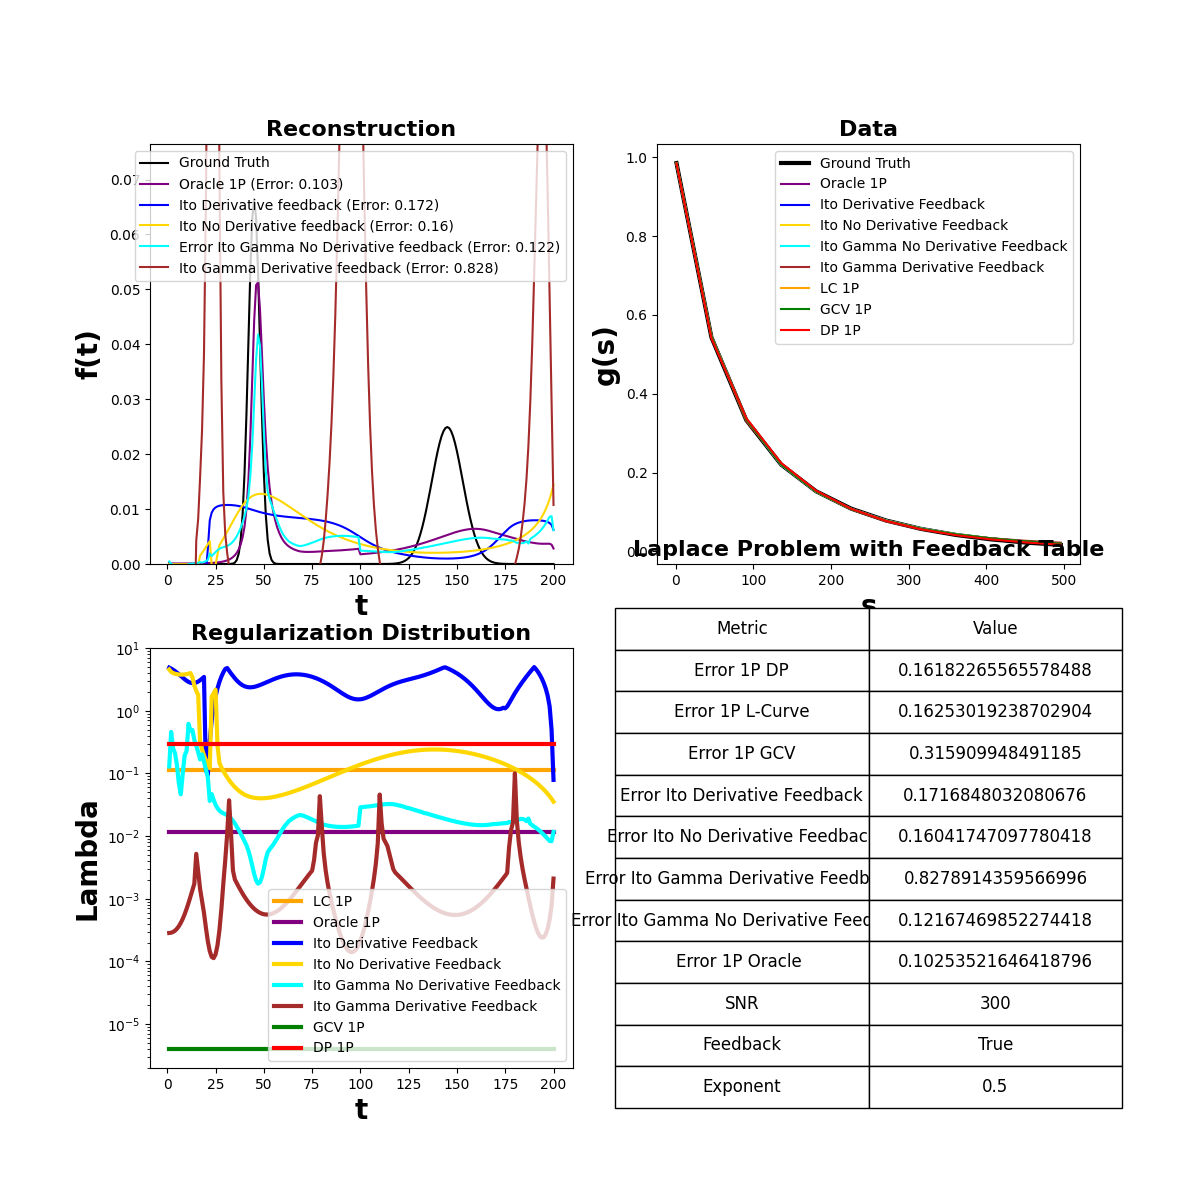 Reconstruction
f(t)
0.07
0.06
0.05
0.04
0.03
0.02
0.01
0.00
Ground Truth
Oracle 1P (Error: 0.103)
Ito Derivative feedback (Error: 0.172)
Ito No Derivative feedback (Error: 0.16)
Error Ito Gamma No Derivative feedback (Error: 0.122)
Ito Gamma Derivative feedback (Error: 0.828)
0 25 50 75 100 125 150 175 200
t
Data
g(s)
1.0
0.8
0.6
0.4
0.2
0.0
Ground Truth
Oracle 1P
Ito Derivative Feedback
Ito No Derivative Feedback
Ito Gamma No Derivative Feedback
Ito Gamma Derivative Feedback
LC 1P
GCV 1P
DP 1P
0 100 200 300 400 500
s
Regularization Distribution
Lambda
10^1
10^0
10^-1
10^-2
10^-3
10^-4
10^-5
LC 1P
Oracle 1P
Ito Derivative Feedback
Ito No Derivative Feedback
Ito Gamma No Derivative Feedback
Ito Gamma Derivative Feedback
GCV 1P
DP 1P
0 25 50 75 100 125 150 175 200
t
Laplace Problem with Feedback Table
Metric Value
Error 1P DP 0.16182265565578488
Error 1P L-Curve 0.16253019238702904
Error 1P GCV 0.315909948491185
Error Ito Derivative Feedback 0.1716848032080676
Error Ito No Derivative Feedbac 0.16041747097780418
Error Ito Gamma Derivative Feedb 0.8278914359566996
Error Ito Gamma No Derivative Feed 0.12167469852274418
Error 1P Oracle 0.10253521646418796
SNR 300
Feedback True
Exponent 0.5